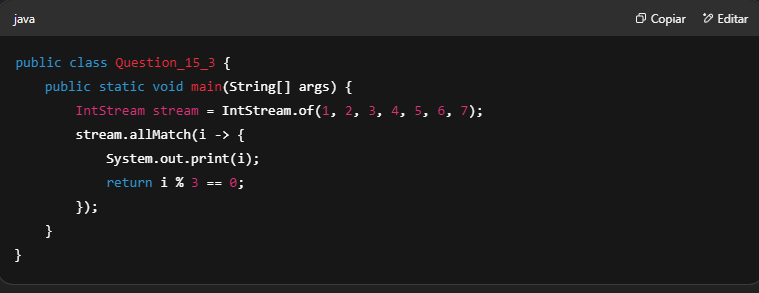 java Copiar Editar
public class Question_15_3 {
    public static void main(String[] args) {
        IntStream stream = IntStream.of(1, 2, 3, 4, 5, 6, 7);
        stream.allMatch(i -> {
            System.out.print(i);
            return i % 3 == 0;
        });
    }
}